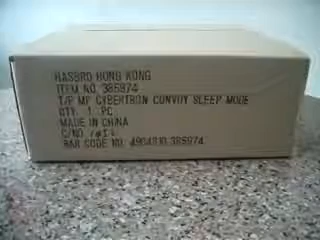 HASBRO HONG KONG
ITEM NO. 385974
T/P MP CYBERTRON CONVOY SLEEP MODE
QTY. 1 PC
MADE IN CHINA
C/NO
BAR CODE NO. 4904810 385974